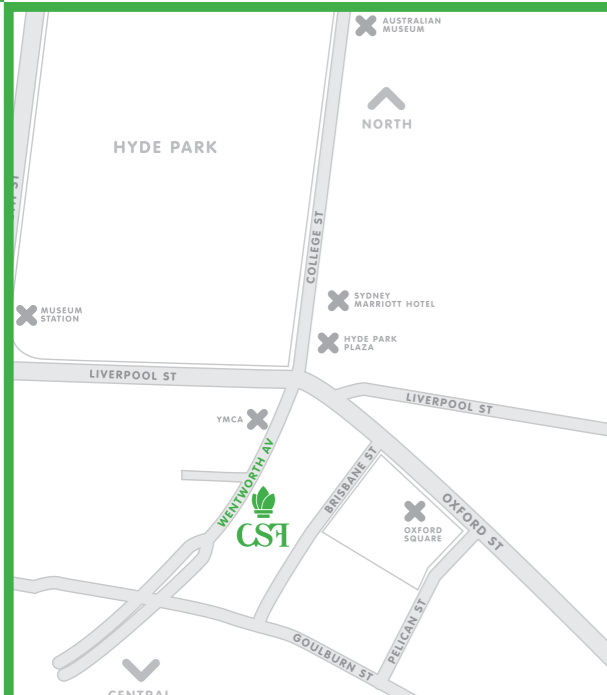 AUSTRALIAN
MUSEUM
NORTH
HYDE PARK
COLLEGE ST
SYDNEY
MARRIOTT HOTEL
MUSEUM
STATION
HYDE PARK
PLAZA
LIVERPOOL ST
LIVERPOOL ST
YMCA
WENTWORTH AV
BRISBANE ST
CSF
OXFORD ST
OXFORD
SQUARE
PELICAN ST
GOULBURN ST
CENTRAL